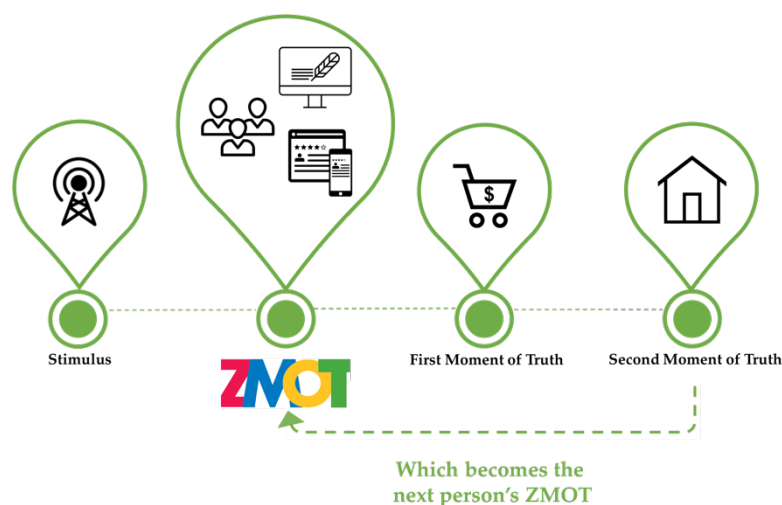 $
Stimulus
ZMOT
First Moment of Truth
Second Moment of Truth
Which becomes the
next person's ZMOT